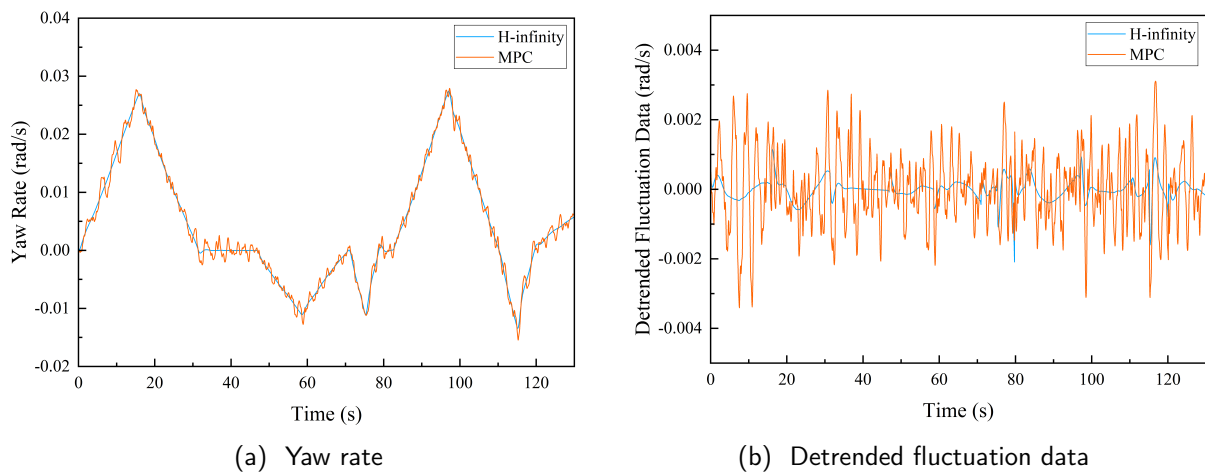 0.04
0.03
0.02
0.01
0.00
-0.01
-0.02
Yaw Rate (rad/s)
H-infinity
MPC
0
20
40
60
80
100
120
Time (s)
(a) Yaw rate
0.004
0.002
0.000
-0.002
-0.004
Detrended Fluctuation Data (rad/s)
H-infinity
MPC
0
20
40
60
80
100
120
Time (s)
(b) Detrended fluctuation data